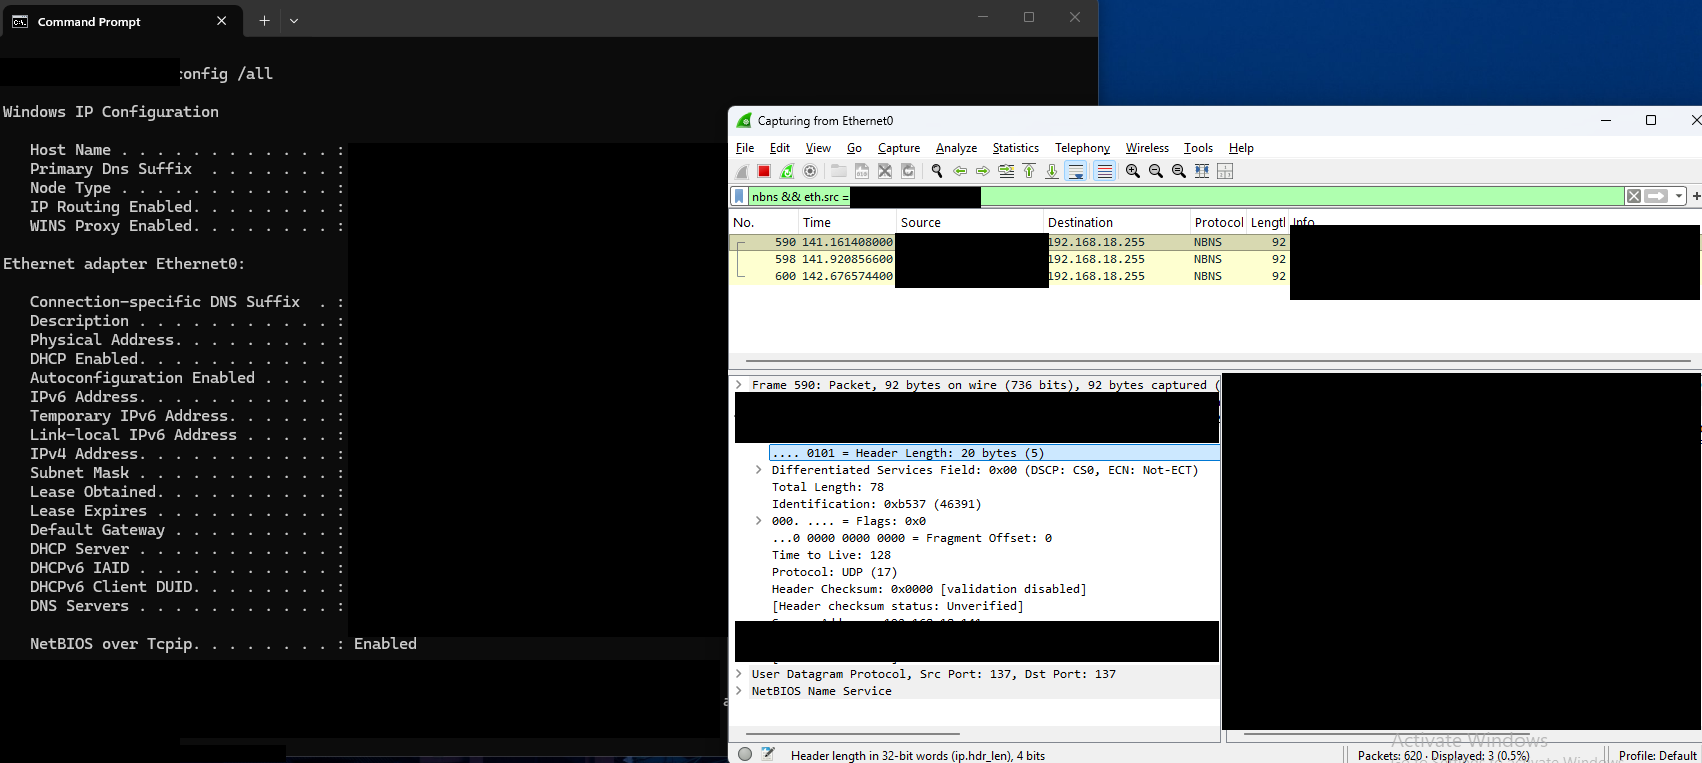 Command Prompt
config /all
Windows IP Configuration
Host Name . . . . . . . . . . . . :
Primary Dns Suffix  . . . . . . . :
Node Type . . . . . . . . . . . . :
IP Routing Enabled. . . . . . . . :
WINS Proxy Enabled. . . . . . . . :
Ethernet adapter Ethernet0:
Connection-specific DNS Suffix  . :
Description . . . . . . . . . . . :
Physical Address. . . . . . . . . :
DHCP Enabled. . . . . . . . . . . :
Autoconfiguration Enabled . . . . :
IPv6 Address. . . . . . . . . . . :
Temporary IPv6 Address. . . . . . :
Link-local IPv6 Address . . . . . :
IPv4 Address. . . . . . . . . . . :
Subnet Mask . . . . . . . . . . . :
Lease Obtained. . . . . . . . . . :
Lease Expires . . . . . . . . . . :
Default Gateway . . . . . . . . . :
DHCP Server . . . . . . . . . . . :
DHCPv6 IAID . . . . . . . . . . . :
DHCPv6 Client DUID. . . . . . . . :
DNS Servers . . . . . . . . . . . :
NetBIOS over Tcpip. . . . . . . . : Enabled
Capturing from Ethernet0
File Edit View Go Capture Analyze Statistics Telephony Wireless Tools Help
nbns && eth.src =
No. Time Source Destination Protocol Lengtl Info
590 141.161408000 192.168.18.255 NBNS 92
598 141.920856600 192.168.18.255 NBNS 92
600 142.676574400 192.168.18.255 NBNS 92
Frame 590: Packet, 92 bytes on wire (736 bits), 92 bytes captured (
.... 0101 = Header Length: 20 bytes (5)
Differentiated Services Field: 0x00 (DSCP: CS0, ECN: Not-ECT)
Total Length: 78
Identification: 0xb537 (46391)
000. .... = Flags: 0x0
...0 0000 0000 0000 = Fragment Offset: 0
Time to Live: 128
Protocol: UDP (17)
Header Checksum: 0x0000 [validation disabled]
[Header checksum status: Unverified]
User Datagram Protocol, Src Port: 137, Dst Port: 137
NetBIOS Name Service
Activate Windows
Header length in 32-bit words (ip.hdr_len), 4 bits
Packets: 620 · Displayed: 3 (0.5%)
Profile: Default